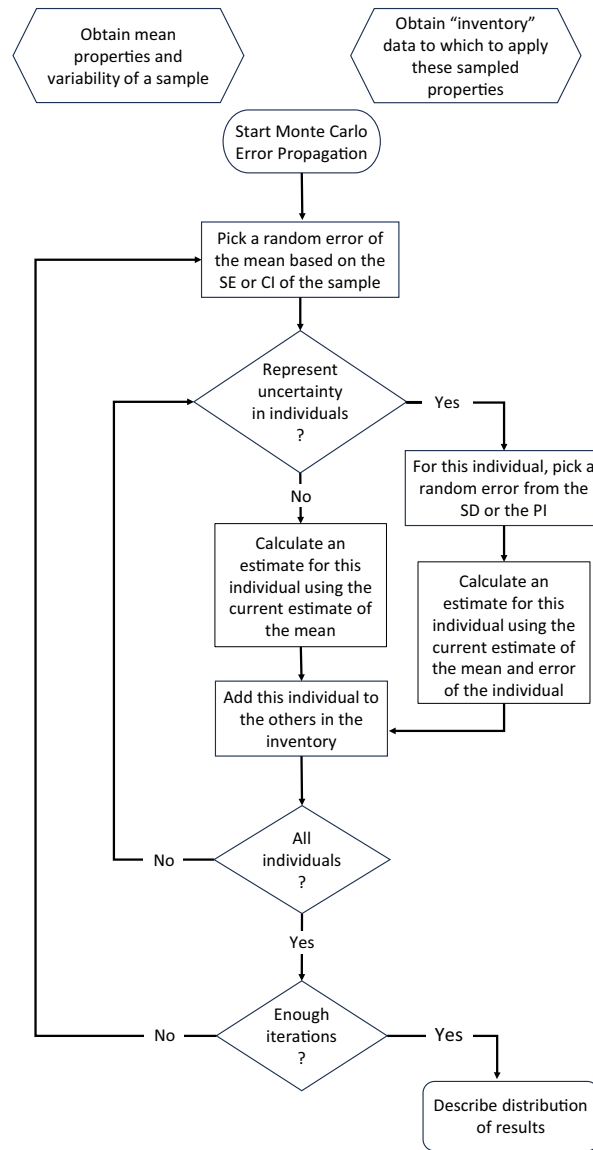 Obtain mean
properties and
variability of a sample
Obtain “inventory”
data to which to apply
these sampled
properties
Start Monte Carlo
Error Propagation
Pick a random error of
the mean based on the
SE or CI of the sample
Represent
uncertainty
in individuals
?
Yes
No
For this individual, pick a
random error from the
SD or the PI
Calculate an
estimate for this
individual using the
current estimate of
the mean
Calculate an
estimate for this
individual using the
current estimate of
the mean and error
of the individual
Add this individual to
the others in the
inventory
All
individuals
?
No
Yes
Enough
iterations
?
No
Yes
Describe distribution
of results